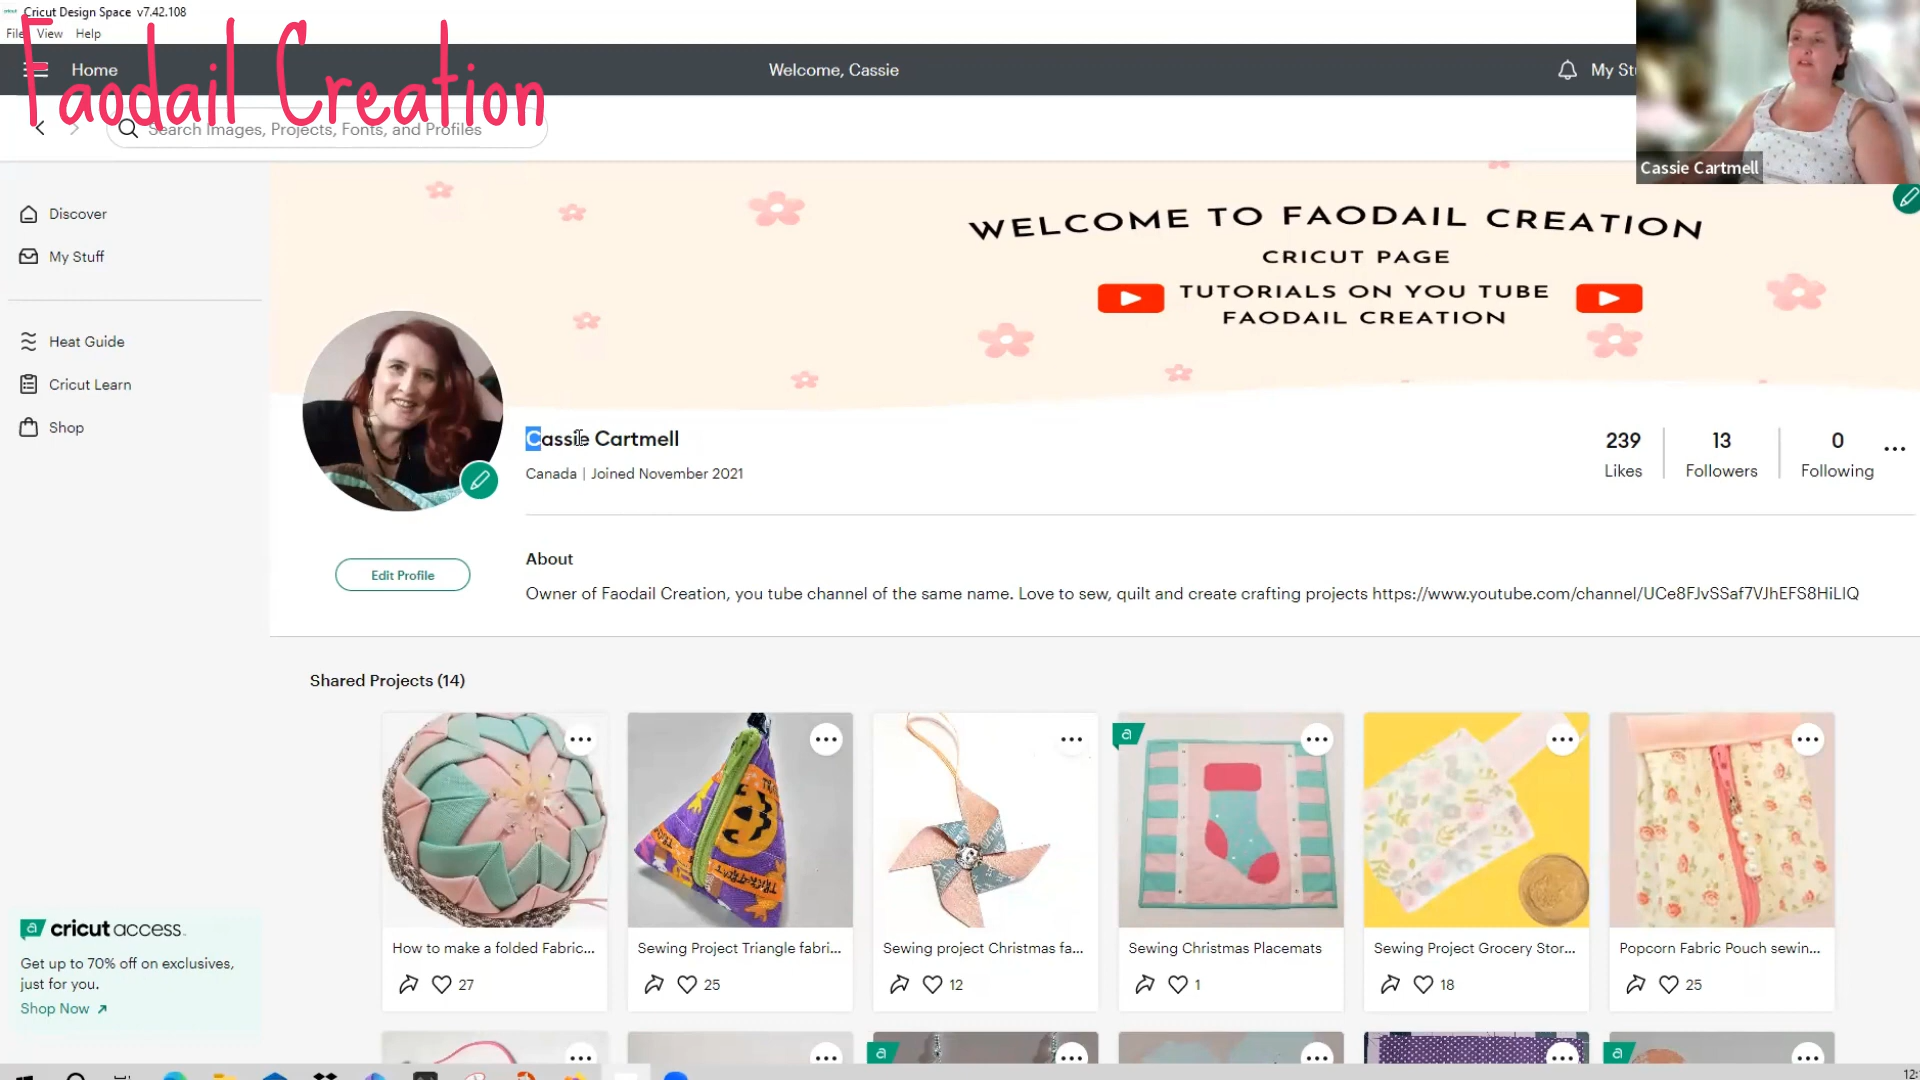 Cricut Design Space v7.42.108
File View Help
Faodail Creation
Home
Welcome, Cassie
My Stu
Search Images, Projects, Fonts, and Profiles
Cassie Cartmell
Discover
My Stuff
Heat Guide
Cricut Learn
Shop
WELCOME TO FAODAIL CREATION
CRICUT PAGE
TUTORIALS ON YOU TUBE
FAODAIL CREATION
Cassie Cartmell
Canada | Joined November 2021
239 Likes
13 Followers
0 Following
Edit Profile
About
Owner of Faodail Creation, you tube channel of the same name. Love to sew, quilt and create crafting projects https://www.youtube.com/channel/UCe8FJvSSaf7VJhEFS8HiLIQ
Shared Projects (14)
How to make a folded Fabric...
27
Sewing Project Triangle fabri...
25
Sewing project Christmas fa...
12
a
Sewing Christmas Placemats
1
Sewing Project Grocery Stor...
18
Popcorn Fabric Pouch sewin...
25
a
a
a cricut access™
Get up to 70% off on exclusives,
just for you.
Shop Now
12: